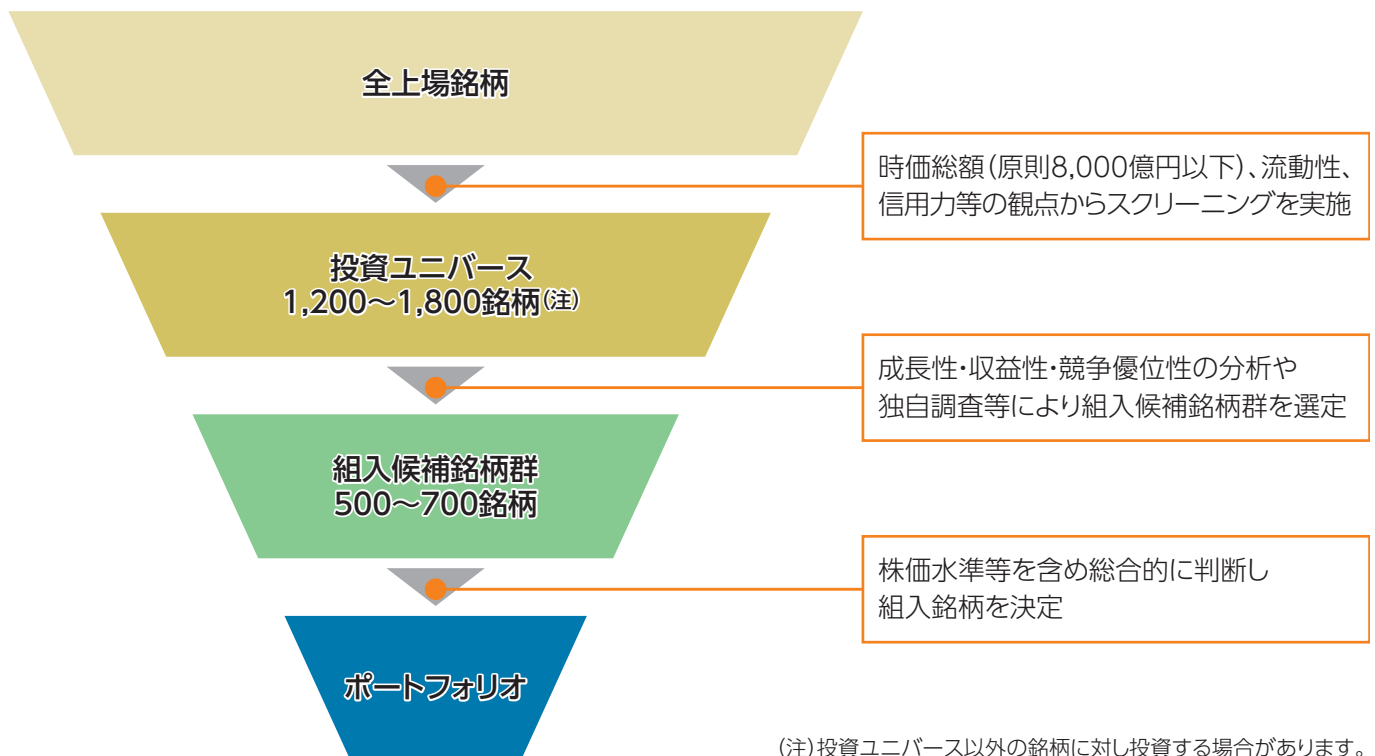 全上場銘柄
時価総額(原則8,000億円以下)、流動性、
信用力等の観点からスクリーニングを実施
投資ユニバース
1,200～1,800銘柄(注)
成長性・収益性・競争優位性の分析や
独自調査等により組入候補銘柄群を選定
組入候補銘柄群
500～700銘柄
株価水準等を含め総合的に判断し
組入銘柄を決定
ポートフォリオ
(注)投資ユニバース以外の銘柄に対し投資する場合があります。